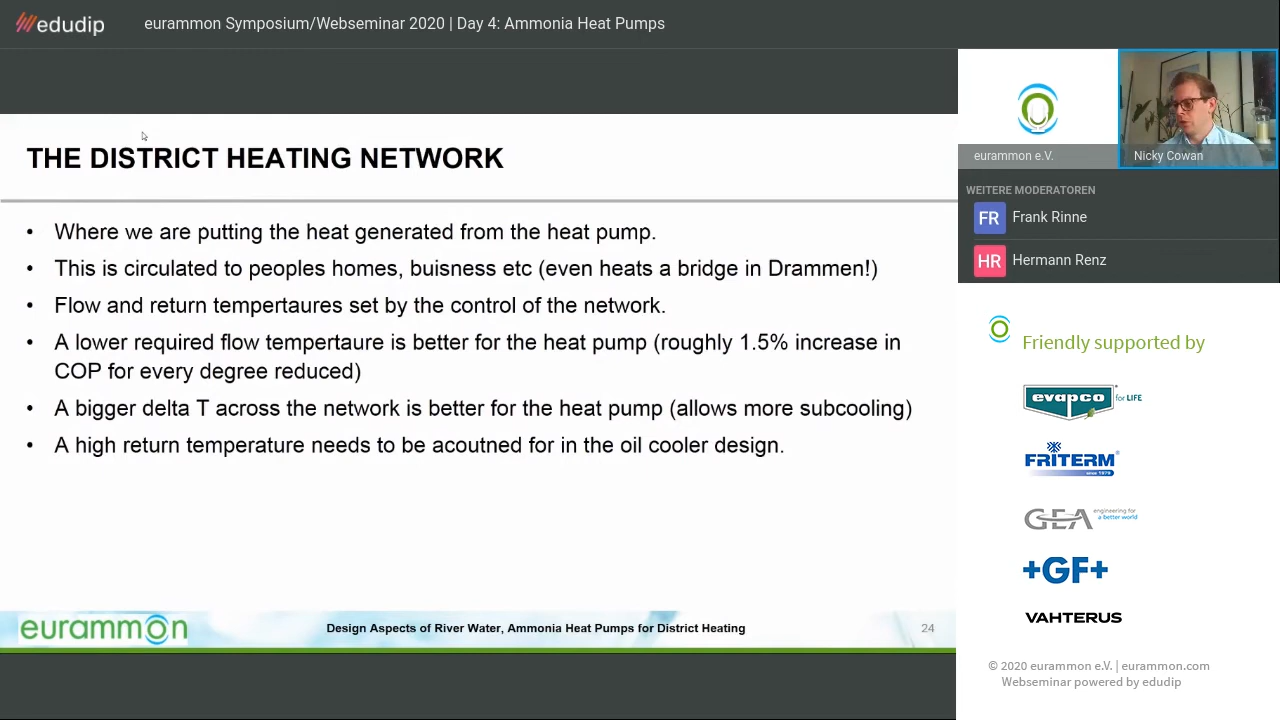 edudip
eurammon Symposium/Webseminar 2020 | Day 4: Ammonia Heat Pumps
THE DISTRICT HEATING NETWORK
• Where we are putting the heat generated from the heat pump.
• This is circulated to peoples homes, buisness etc (even heats a bridge in Drammen!)
• Flow and return tempertaures set by the control of the network.
• A lower required flow tempertaure is better for the heat pump (roughly 1.5% increase in
COP for every degree reduced)
• A bigger delta T across the network is better for the heat pump (allows more subcooling)
• A high return temperature needs to be acoutned for in the oil cooler design.
eurammon
Design Aspects of River Water, Ammonia Heat Pumps for District Heating
24
eurammon e.V.
Nicky Cowan
WEITERE MODERATOREN
FR Frank Rinne
HR Hermann Renz
Friendly supported by
evapco for LIFE
FRITERM
SINCE 1979
GEA engineering for
a better world
+GF+
VAHTERUS
© 2020 eurammon e.V. | eurammon.com
Webseminar powered by edudip